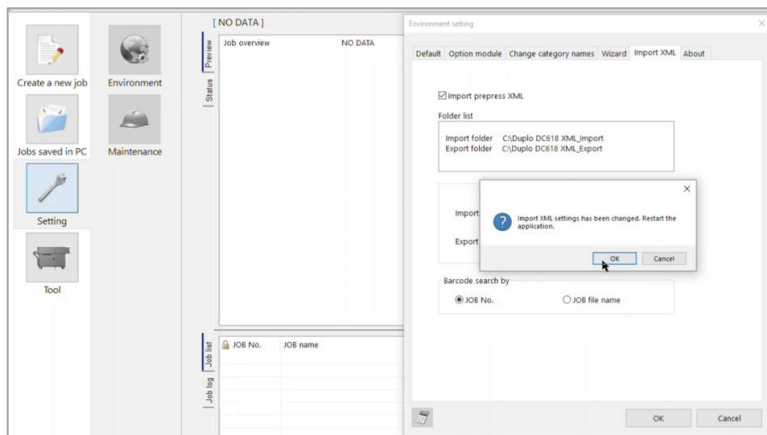 Create a new job
Jobs saved in PC
Setting
Tool
Environment
Maintenance
[ NO DATA ]
Preview
Status
Job overview NO DATA
Job list
Job log
JOB No. JOB name
Environment setting
Default Option module Change category names Wizard Import XML About
Import prepress XML
Folder list
Import folder C:\Duplo DC618 XML_Import
Export folder C:\Duplo DC618 XML_Export
Import
Export
Import XML settings has been changed. Restart the
application.
OK Cancel
Barcode search by
JOB No. JOB file name
OK Cancel